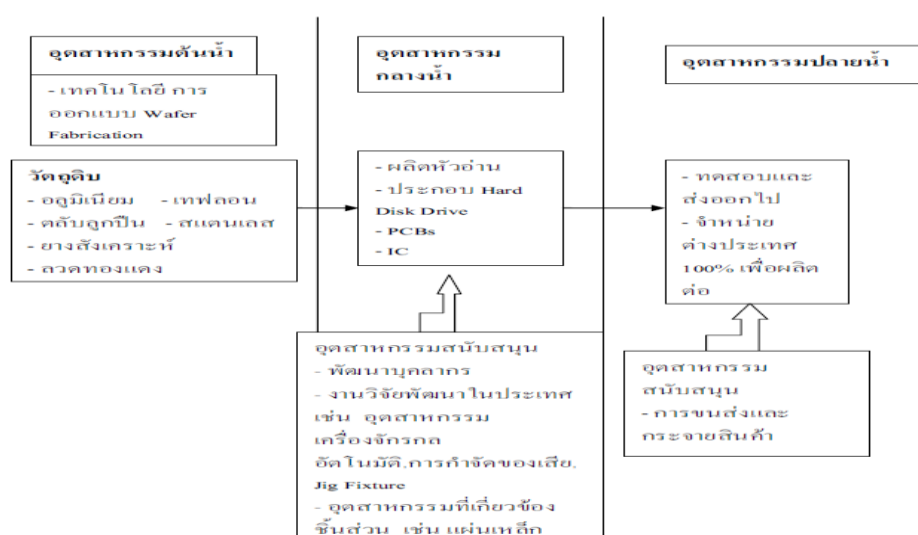 อุตสาหกรรมต้นน้ำ
- เทคโนโลยี การ
ออกแบบ Wafer
Fabrication
วัตถุดิบ
- อลูมิเนียม - เทฟลอน
- ตลับลูกปืน - สแตนเลส
- ยางสังเคราะห์
- ลวดทองแดง
อุตสาหกรรม
กลางน้ำ
- ผลิตหัวอ่าน
- ประกอบ Hard
Disk Drive
- PCBs
- IC
อุตสาหกรรมสนับสนุน
- พัฒนาบุคลากร
- งานวิจัยพัฒนาในประเทศ
เช่น อุตสาหกรรม
เครื่องจักรกล
อัตโนมัติ,การกำจัดของเสีย,
Jig Fixture
- อุตสาหกรรมที่เกี่ยวข้อง
ชิ้นส่วน เช่น แผ่นเหล็ก
อุตสาหกรรมปลายน้ำ
- ทดสอบและ
ส่งออกไป
- จำหน่าย
ต่างประเทศ
100% เพื่อผลิต
ต่อ
อุตสาหกรรม
สนับสนุน
- การขนส่งและ
กระจายสินค้า